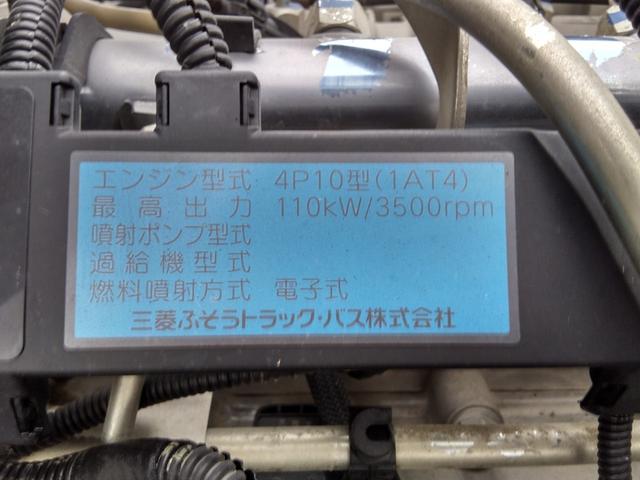 エンジン型式 4P10型(1AT4)
最高出力 110kW/3500rpm
噴射ポンプ型式
過給機型式
燃料噴射方式 電子式
三菱ふそうトラック・バス株式会社